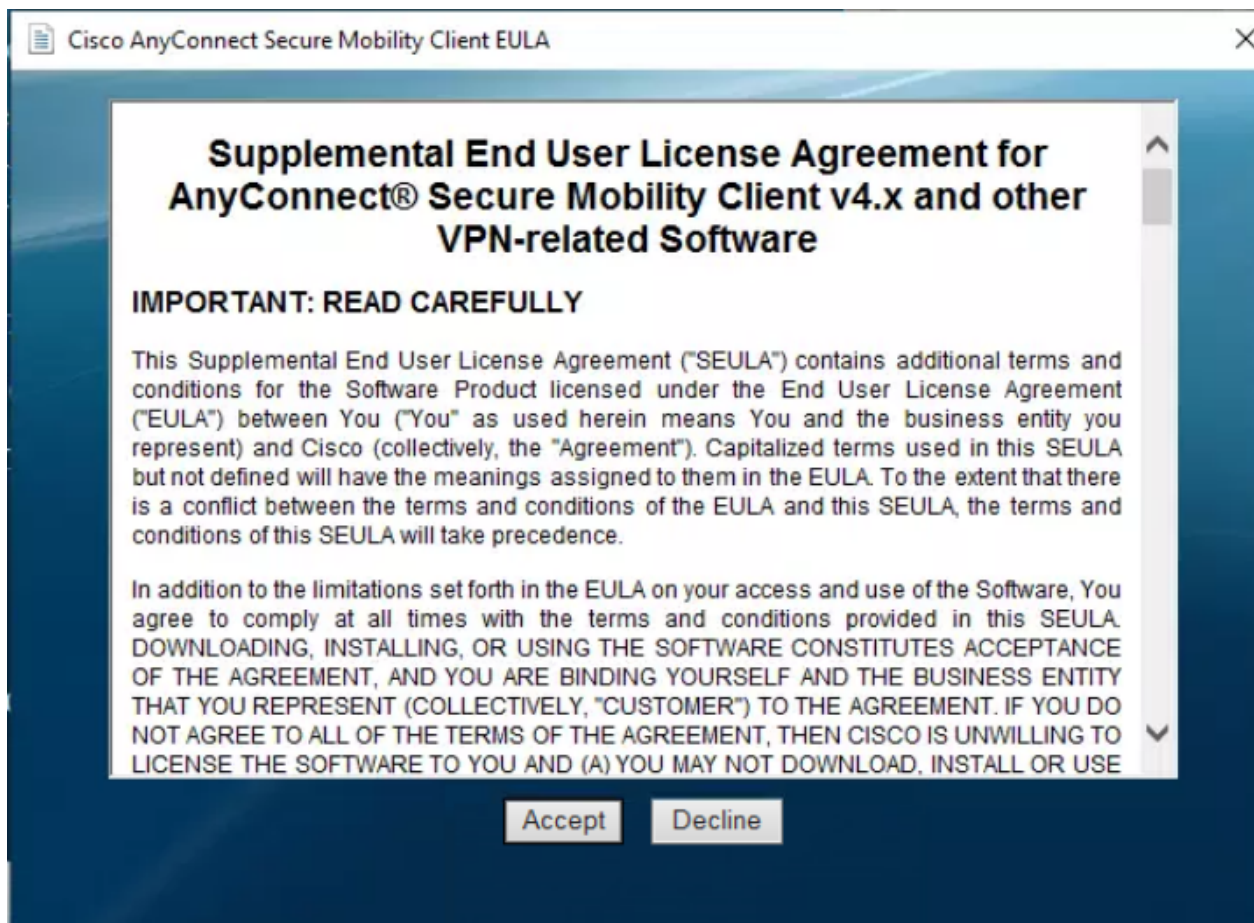 Cisco AnyConnect Secure Mobility Client EULA
Supplemental End User License Agreement for
AnyConnect® Secure Mobility Client v4.x and other
VPN-related Software
IMPORTANT: READ CAREFULLY
This Supplemental End User License Agreement ("SEULA") contains additional terms and
conditions for the Software Product licensed under the End User License Agreement
("EULA") between You ("You" as used herein means You and the business entity you
represent) and Cisco (collectively, the "Agreement"). Capitalized terms used in this SEULA
but not defined will have the meanings assigned to them in the EULA. To the extent that there
is a conflict between the terms and conditions of the EULA and this SEULA, the terms and
conditions of this SEULA will take precedence.
In addition to the limitations set forth in the EULA on your access and use of the Software, You
agree to comply at all times with the terms and conditions provided in this SEULA.
DOWNLOADING, INSTALLING, OR USING THE SOFTWARE CONSTITUTES ACCEPTANCE
OF THE AGREEMENT, AND YOU ARE BINDING YOURSELF AND THE BUSINESS ENTITY
THAT YOU REPRESENT (COLLECTIVELY, "CUSTOMER") TO THE AGREEMENT. IF YOU DO
NOT AGREE TO ALL OF THE TERMS OF THE AGREEMENT, THEN CISCO IS UNWILLING TO
LICENSE THE SOFTWARE TO YOU AND (A) YOU MAY NOT DOWNLOAD, INSTALL OR USE
Accept Decline